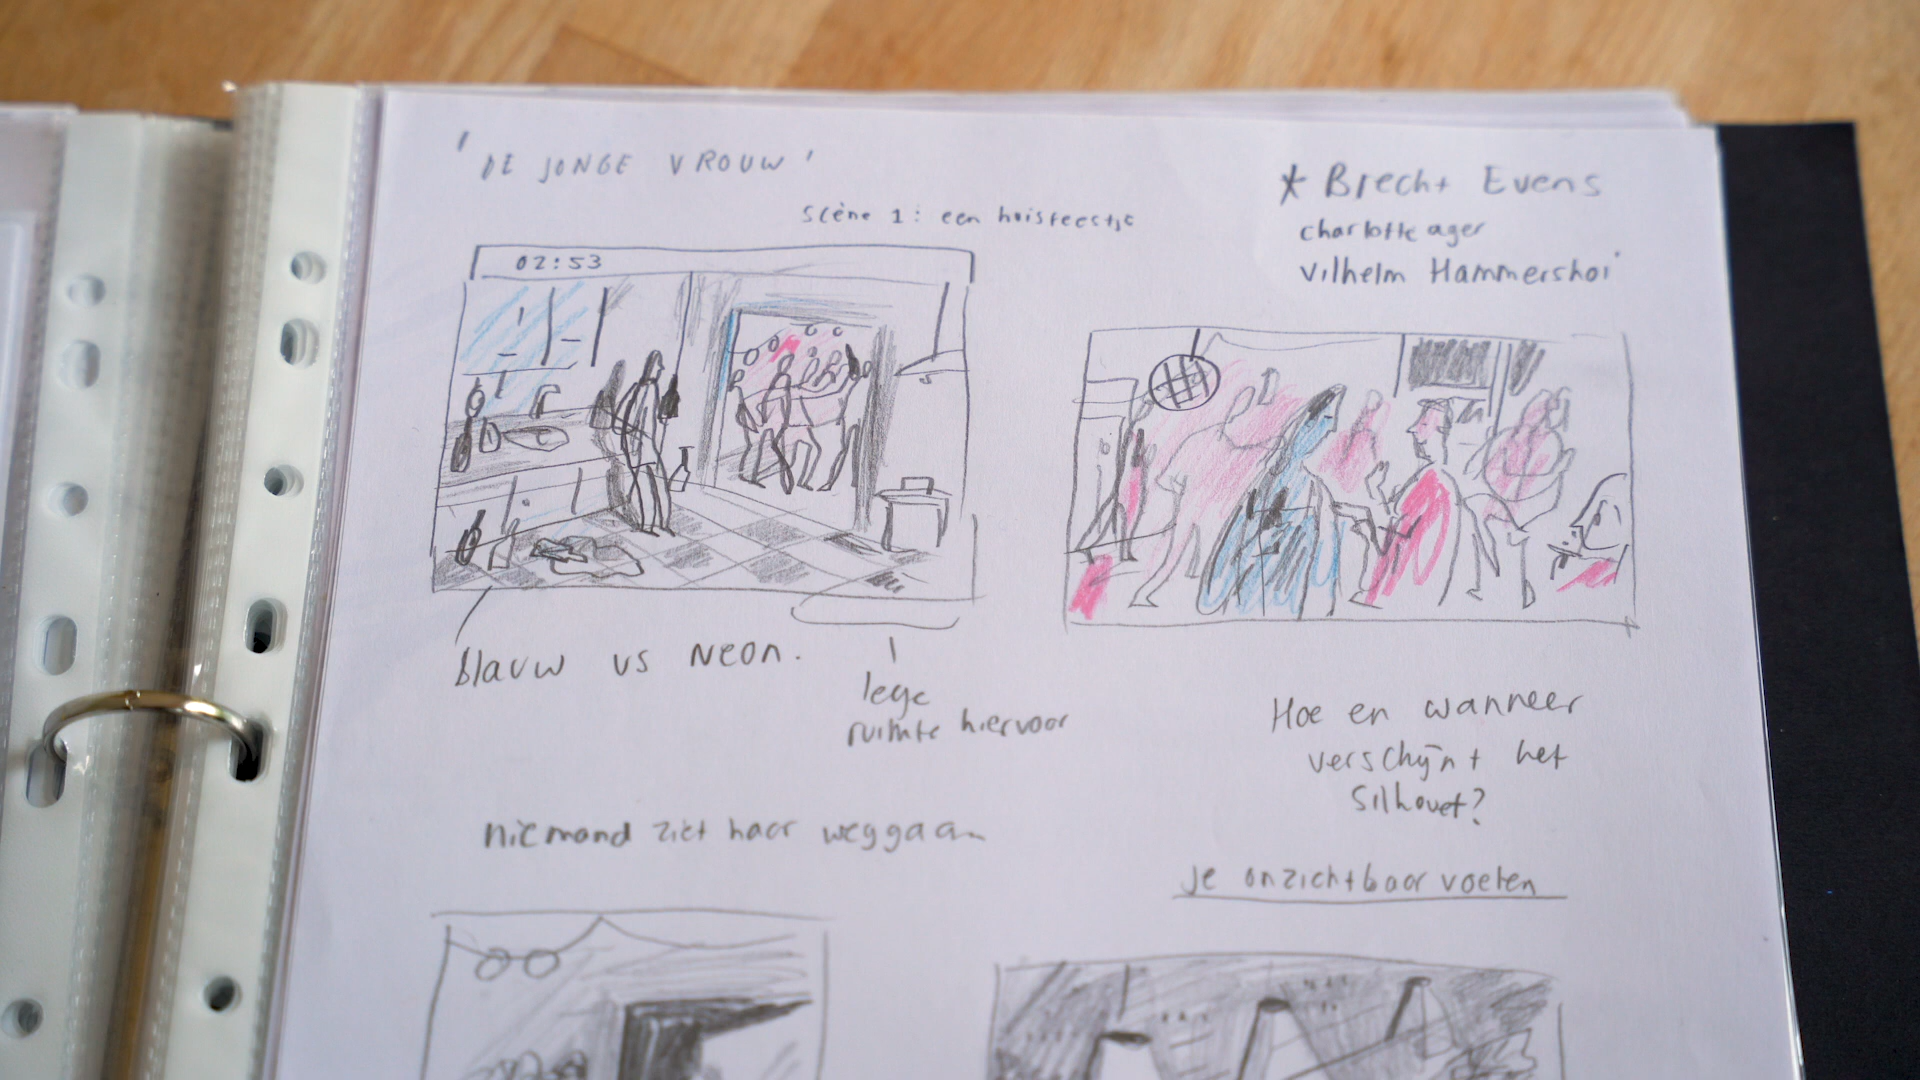 'DE JONGE VROUW'
scène 1: een huisfeestje
* Brecht Evens
charlotte ager
Vilhelm Hammershoi
02:53
Blauw vs Neon.
lege
ruimte hiervoor
Hoe en wanneer
verschijnt het
silhouet?
niemand ziet haar weggaan
je onzichtbaar voelen